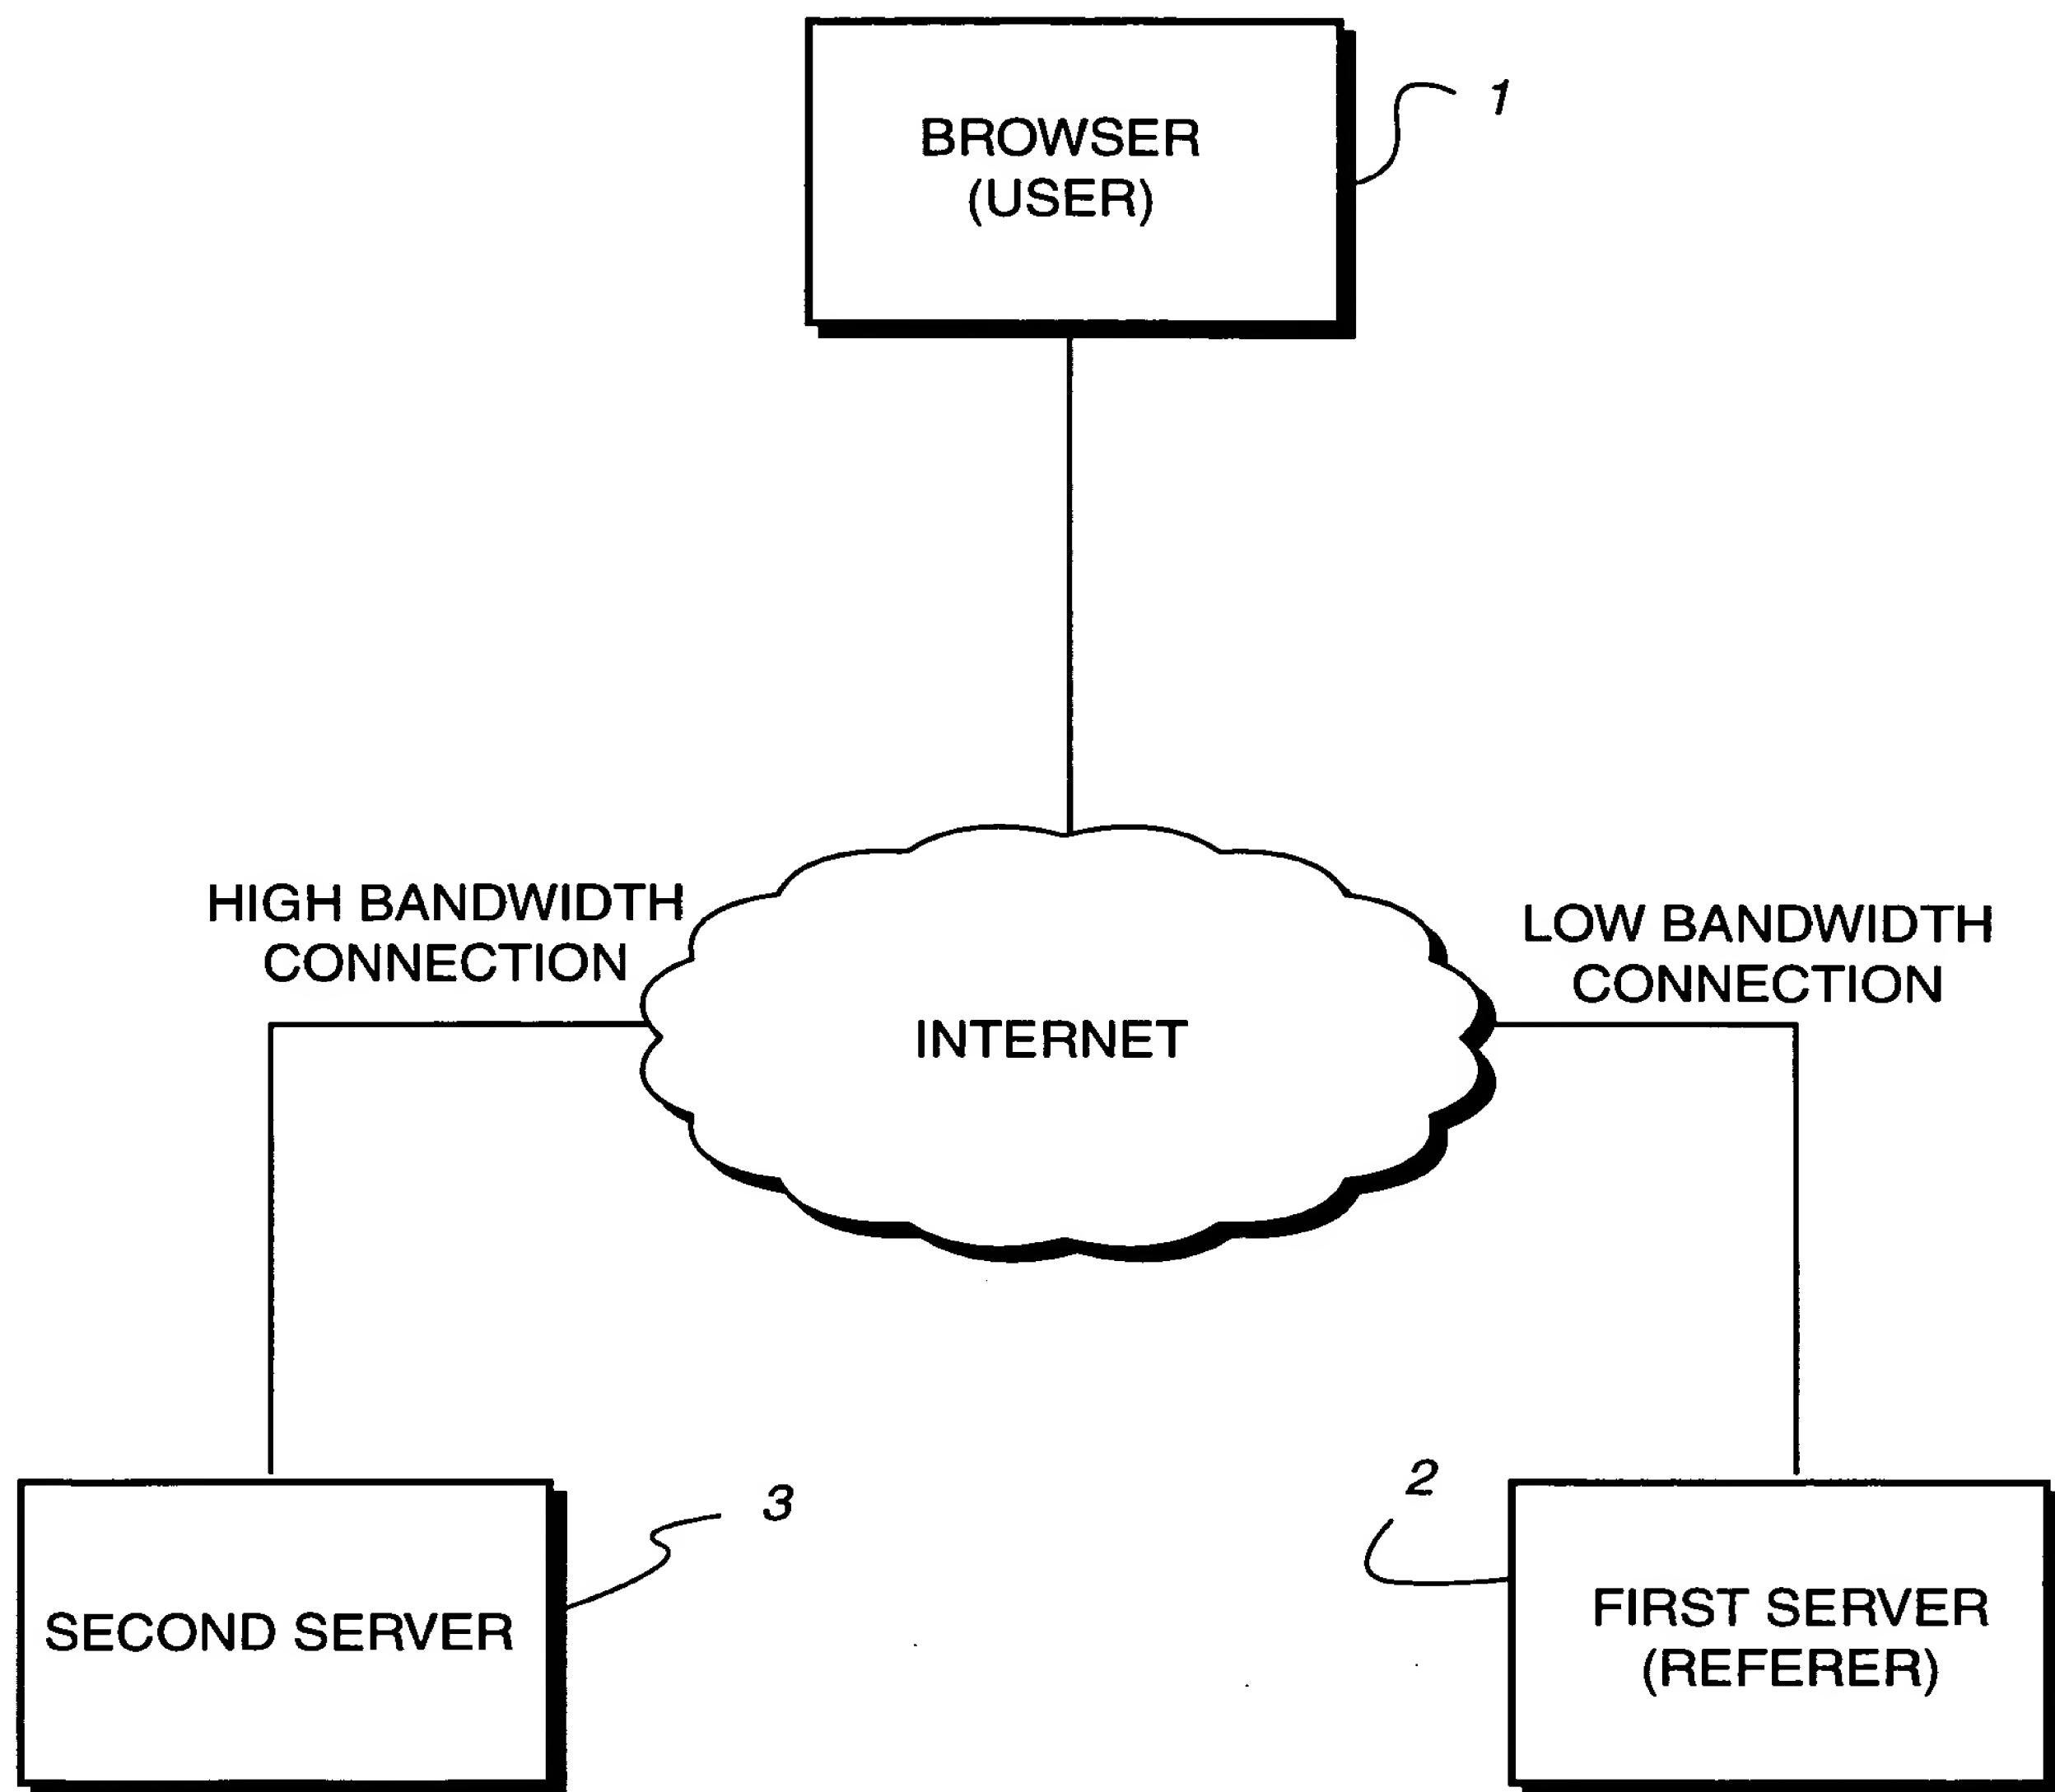 BROWSER
(USER)
1
HIGH BANDWIDTH
CONNECTION
LOW BANDWIDTH
CONNECTION
INTERNET
3
SECOND SERVER
2
FIRST SERVER
(REFERER)